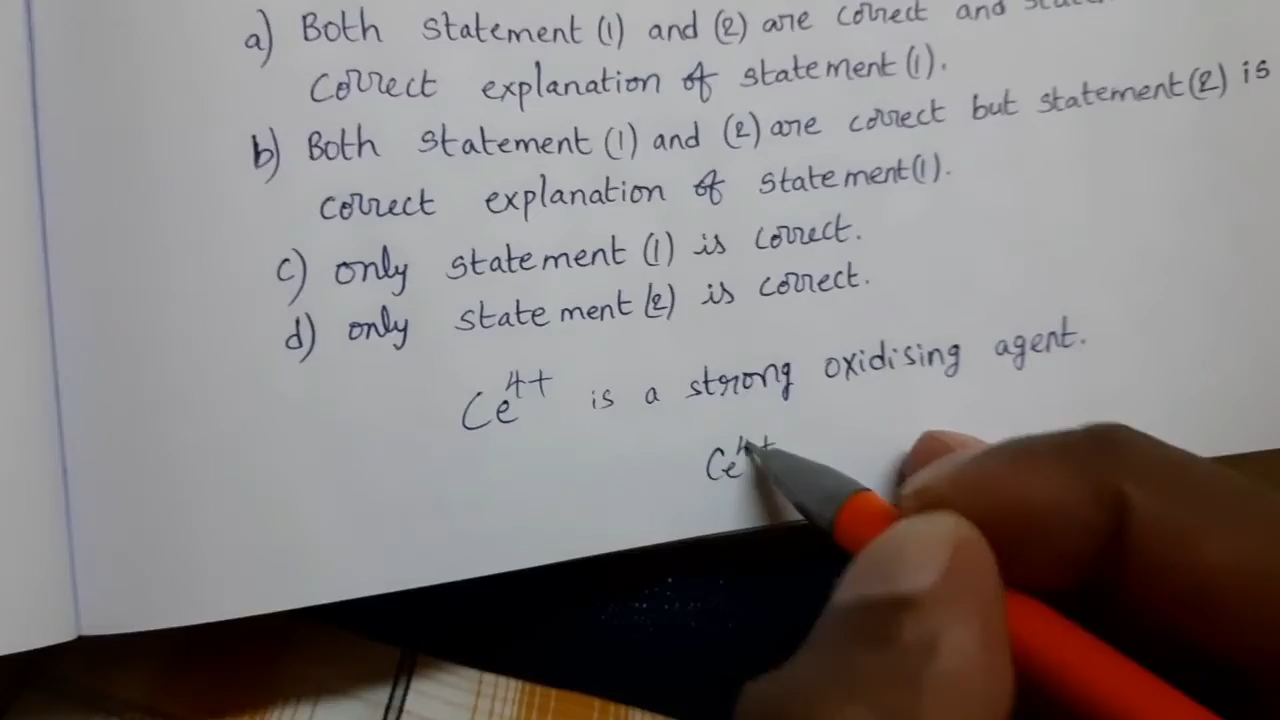 a) Both statement (1) and (2) are correct and
correct explanation of statement (1).
b) Both statement (1) and (2) are correct but statement (2) is
correct explanation of statement (1).
c) only statement (1) is correct.
d) only statement (2) is correct.
Ce⁴⁺ is a strong oxidising agent.
Ce⁴⁺